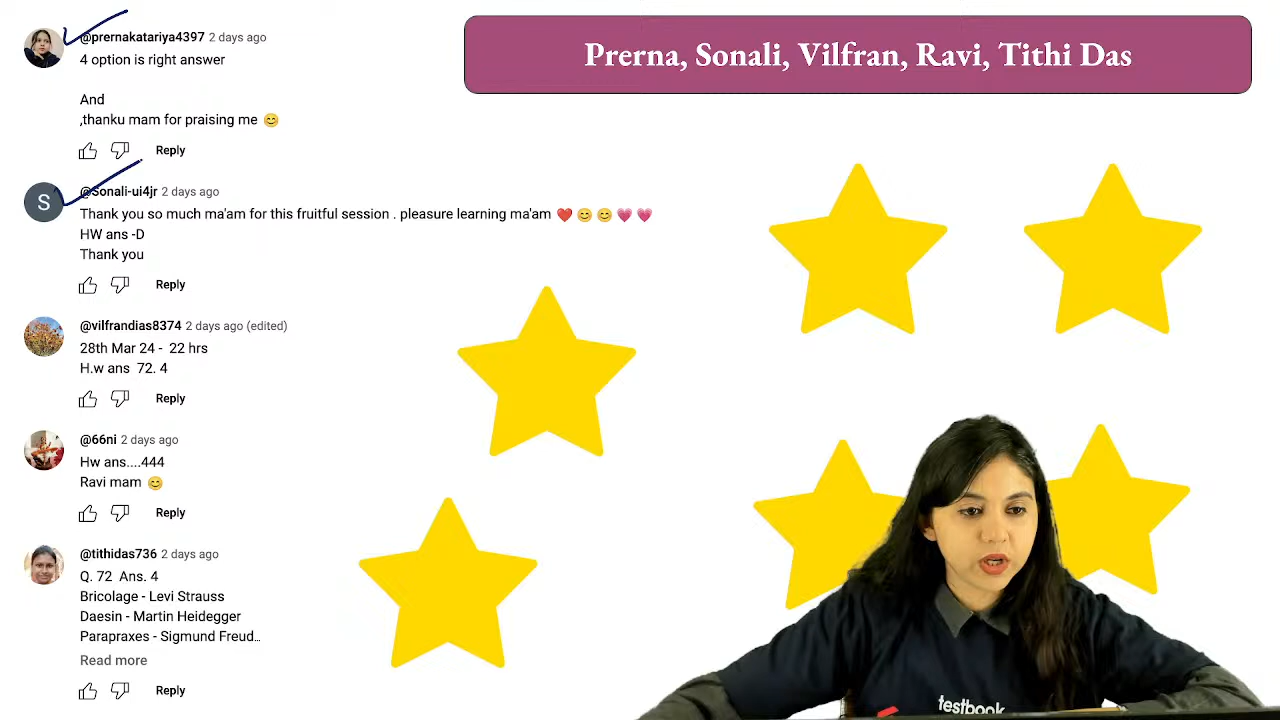 @prernakatariya4397 2 days ago
4 option is right answer
And
,thanku mam for praising me 😊
Reply
S
@Sonali-ui4jr 2 days ago
Thank you so much ma'am for this fruitful session . pleasure learning ma'am ❤️ 😊 😊 💗 💗
HW ans -D
Thank you
Reply
@vilfrandias8374 2 days ago (edited)
28th Mar 24 - 22 hrs
H.w ans 72. 4
Reply
@66ni 2 days ago
Hw ans....444
Ravi mam 😊
Reply
@tithidas736 2 days ago
Q. 72 Ans. 4
Bricolage - Levi Strauss
Daesin - Martin Heidegger
Parapraxes - Sigmund Freud...
Read more
Reply
Prerna, Sonali, Vilfran, Ravi, Tithi Das
testbook